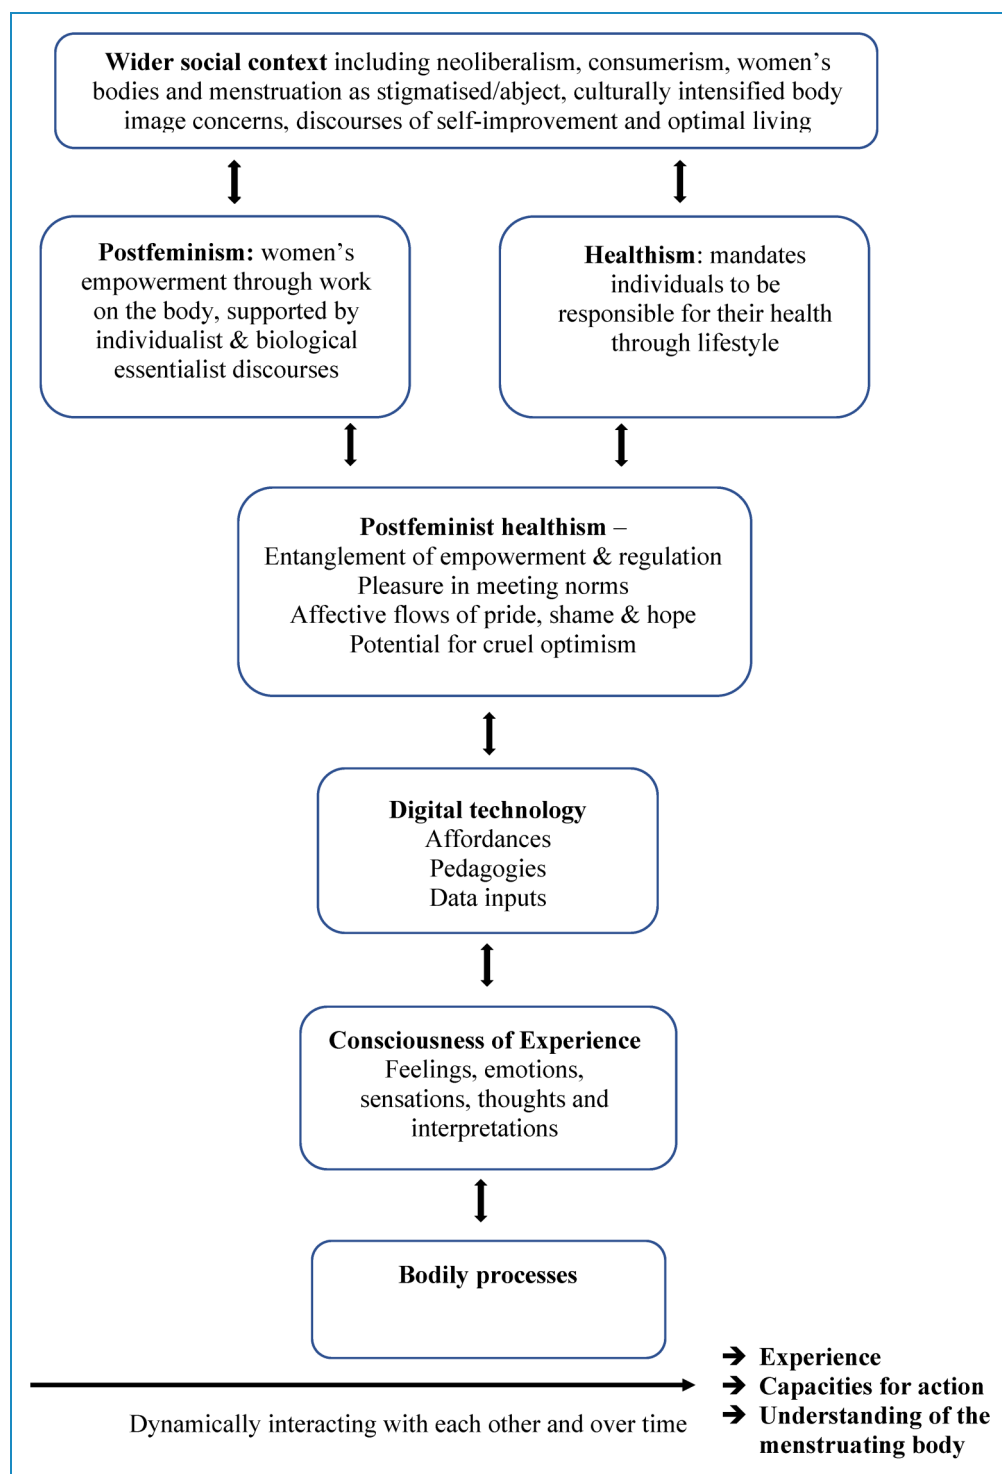 Wider social context including neoliberalism, consumerism, women’s
bodies and menstruation as stigmatised/abject, culturally intensified body
image concerns, discourses of self-improvement and optimal living
Postfeminism: women’s
empowerment through work
on the body, supported by
individualist & biological
essentialist discourses
Healthism: mandates
individuals to be
responsible for their health
through lifestyle
Postfeminist healthism –
Entanglement of empowerment & regulation
Pleasure in meeting norms
Affective flows of pride, shame & hope
Potential for cruel optimism
Digital technology
Affordances
Pedagogies
Data inputs
Consciousness of Experience
Feelings, emotions,
sensations, thoughts and
interpretations
Bodily processes
Dynamically interacting with each other and over time
➔ Experience
➔ Capacities for action
➔ Understanding of the
menstruating body